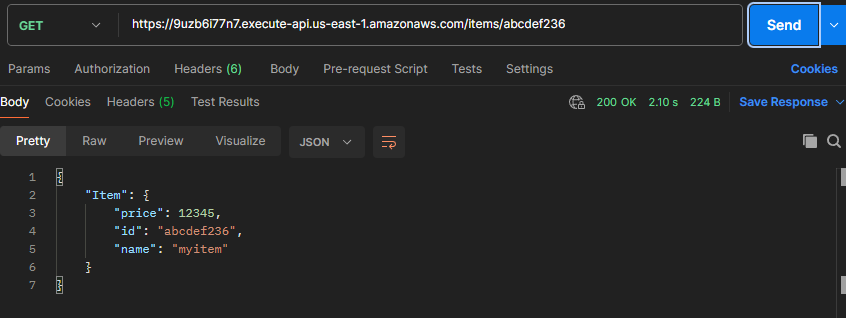 GET https://9uzb6i77n7.execute-api.us-east-1.amazonaws.com/items/abcdef236 Send
Params Authorization Headers (6) Body Pre-request Script Tests Settings Cookies
Body Cookies Headers (5) Test Results 200 OK 2.10 s 224 B Save Response
Pretty Raw Preview Visualize JSON
1 {
2 "Item": {
3 "price": 12345,
4 "id": "abcdef236",
5 "name": "myitem"
6 }
7 }